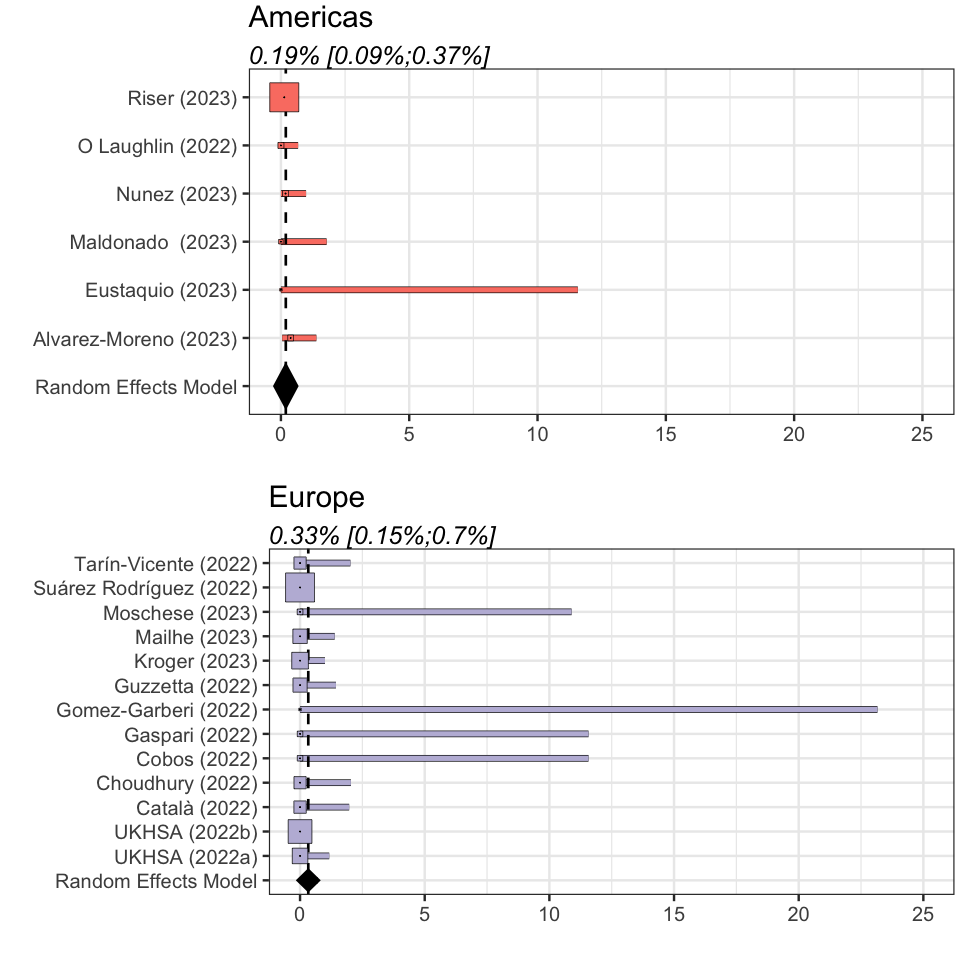 Americas
0.19% [0.09%;0.37%]
Riser (2023)
O Laughlin (2022)
Nunez (2023)
Maldonado  (2023)
Eustaquio (2023)
Alvarez-Moreno (2023)
Random Effects Model
0 5 10 15 20 25
Europe
0.33% [0.15%;0.7%]
Tarín-Vicente (2022)
Suárez Rodríguez (2022)
Moschese (2023)
Mailhe (2023)
Kroger (2023)
Guzzetta (2022)
Gomez-Garberi (2022)
Gaspari (2022)
Cobos (2022)
Choudhury (2022)
Català (2022)
UKHSA (2022b)
UKHSA (2022a)
Random Effects Model
0 5 10 15 20 25